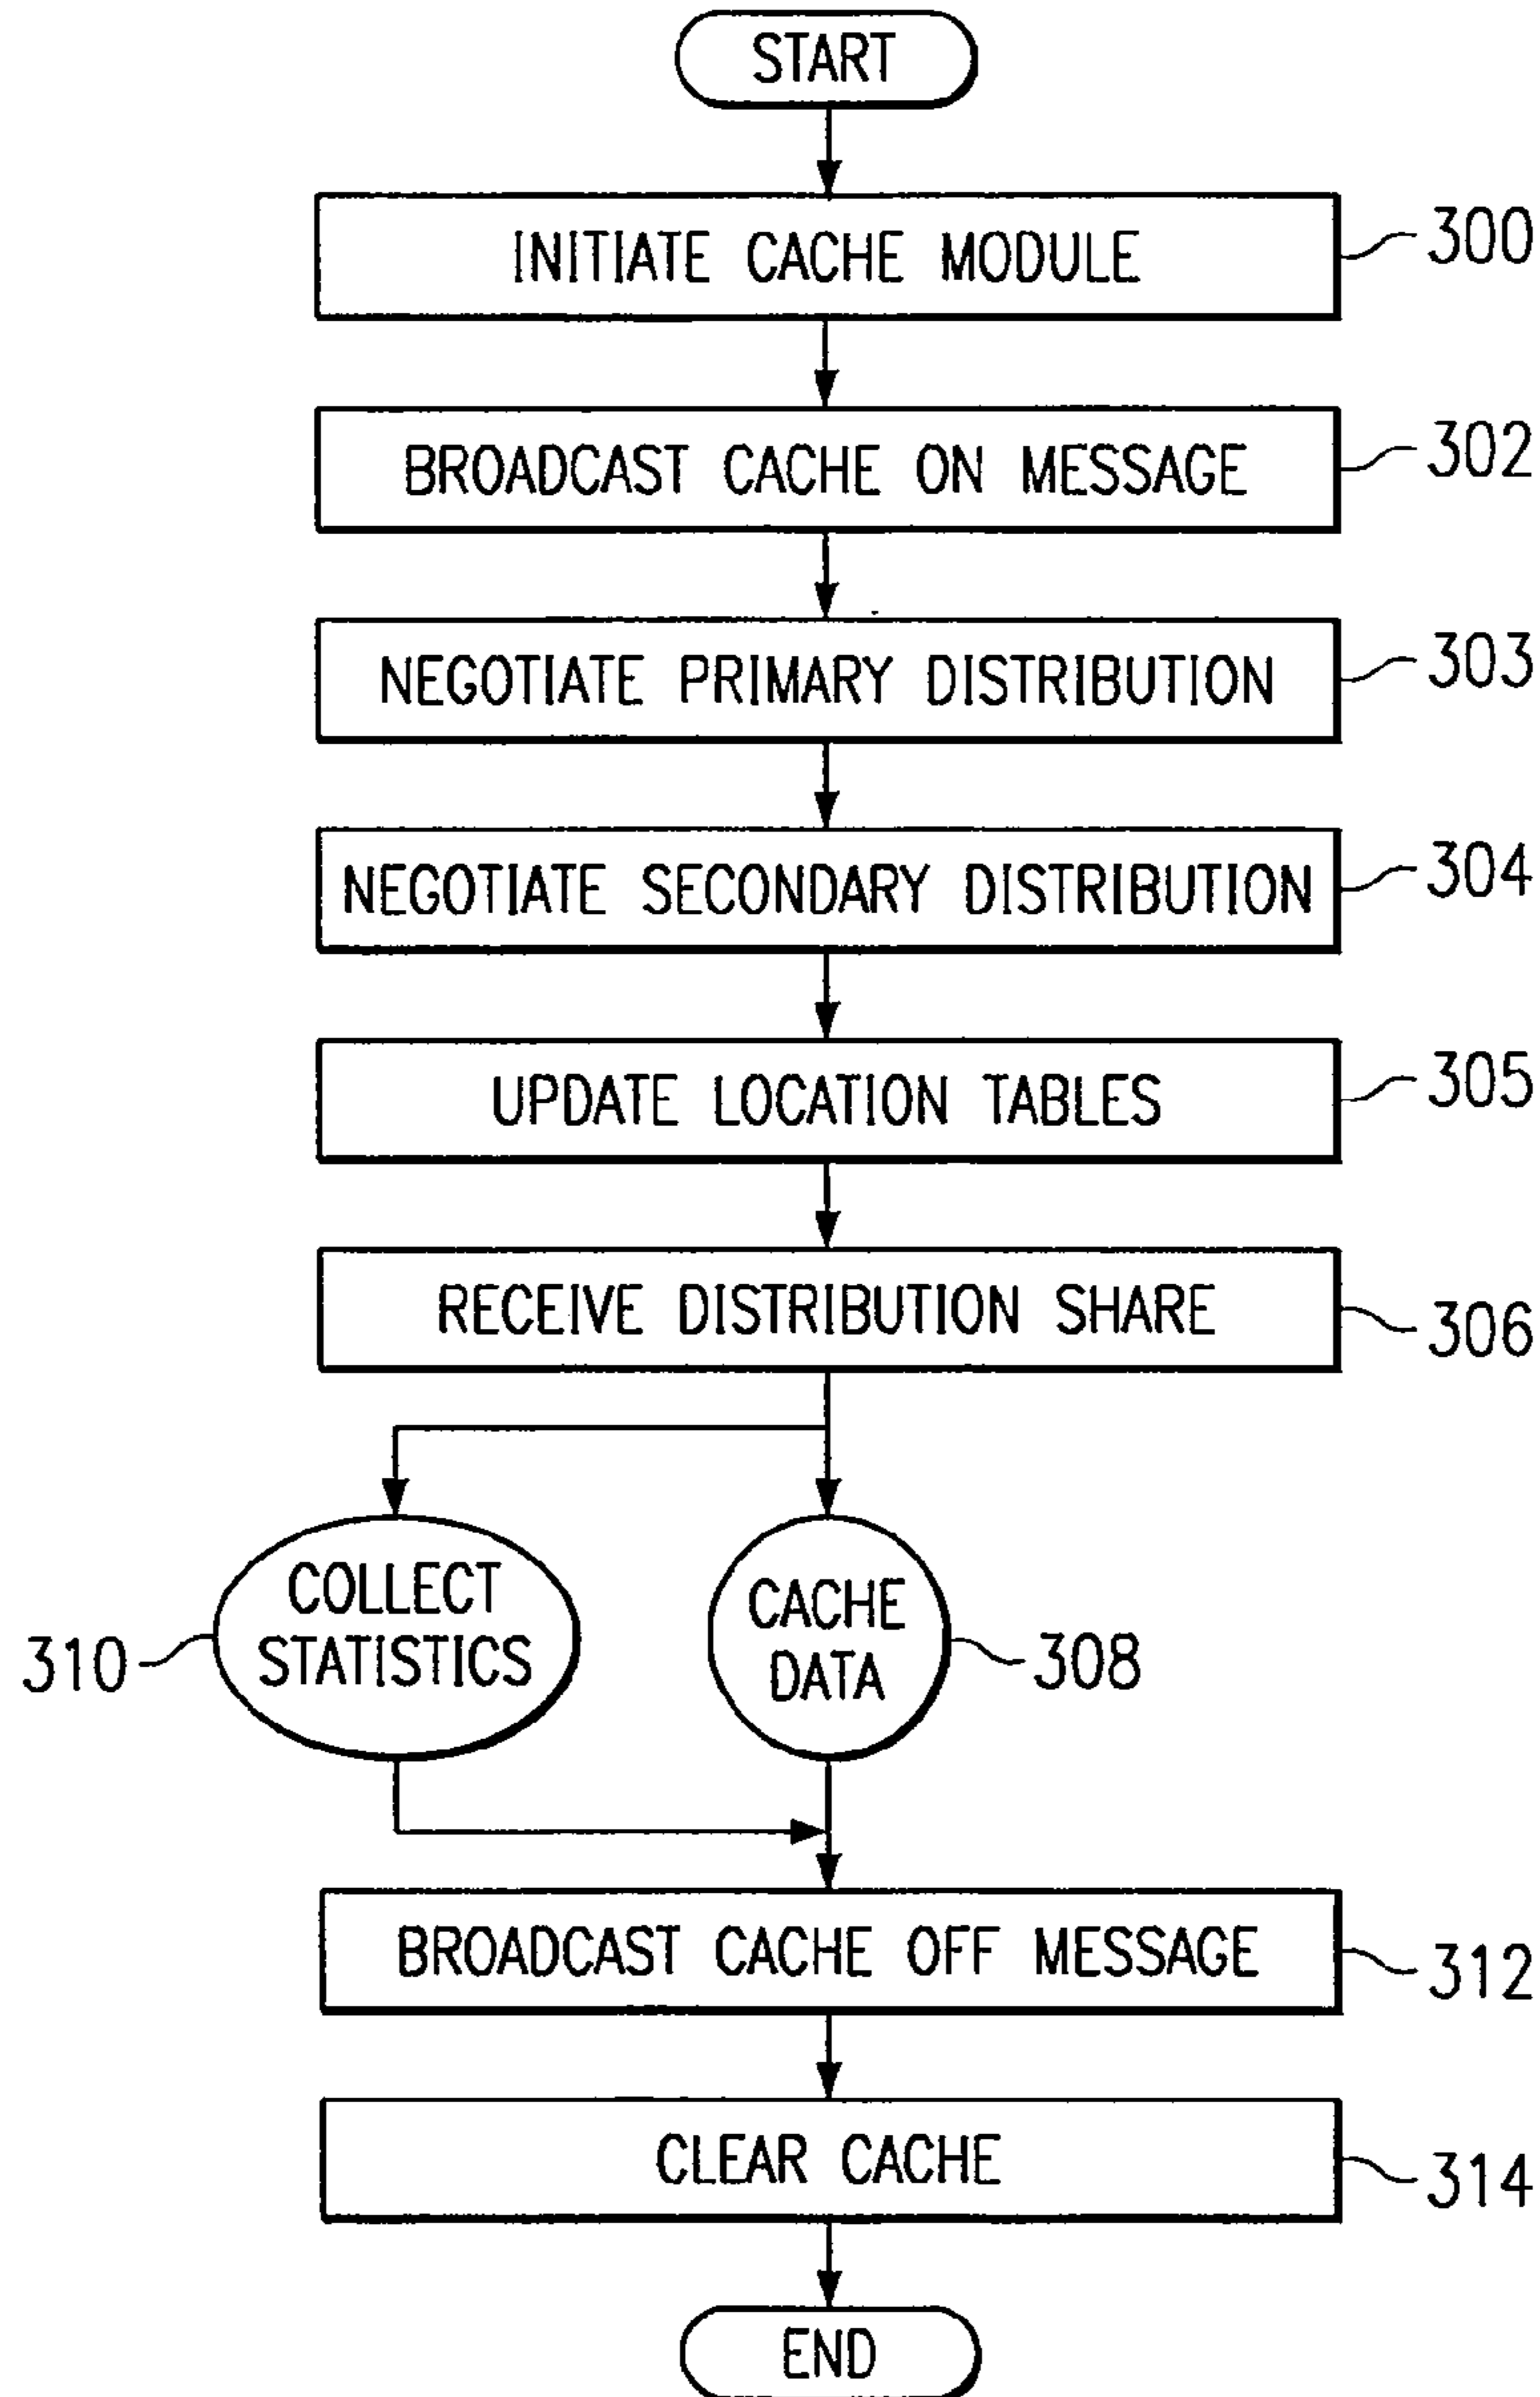 START
INITIATE CACHE MODULE
300
BROADCAST CACHE ON MESSAGE
302
NEGOTIATE PRIMARY DISTRIBUTION
303
NEGOTIATE SECONDARY DISTRIBUTION
304
UPDATE LOCATION TABLES
305
RECEIVE DISTRIBUTION SHARE
306
310
COLLECT
STATISTICS
CACHE
DATA
308
BROADCAST CACHE OFF MESSAGE
312
CLEAR CACHE
314
END